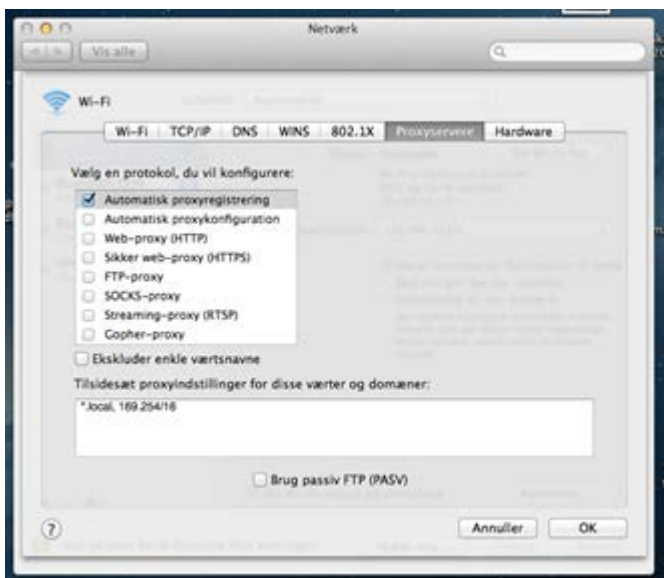 Netværk
Vis alle
Wi-Fi
Wi-Fi TCP/IP DNS WINS 802.1X Proxyservere Hardware
Vælg en protokol, du vil konfigurere:
Automatisk proxyregistrering
Automatisk proxykonfiguration
Web-proxy (HTTP)
Sikker web-proxy (HTTPS)
FTP-proxy
SOCKS-proxy
Streaming-proxy (RTSP)
Gopher-proxy
Ekskluder enkle værtsnavne
Tilsidesæt proxyindstillinger for disse værter og domæner:
*.local, 169.254/16
Brug passiv FTP (PASV)
?
Annuller OK